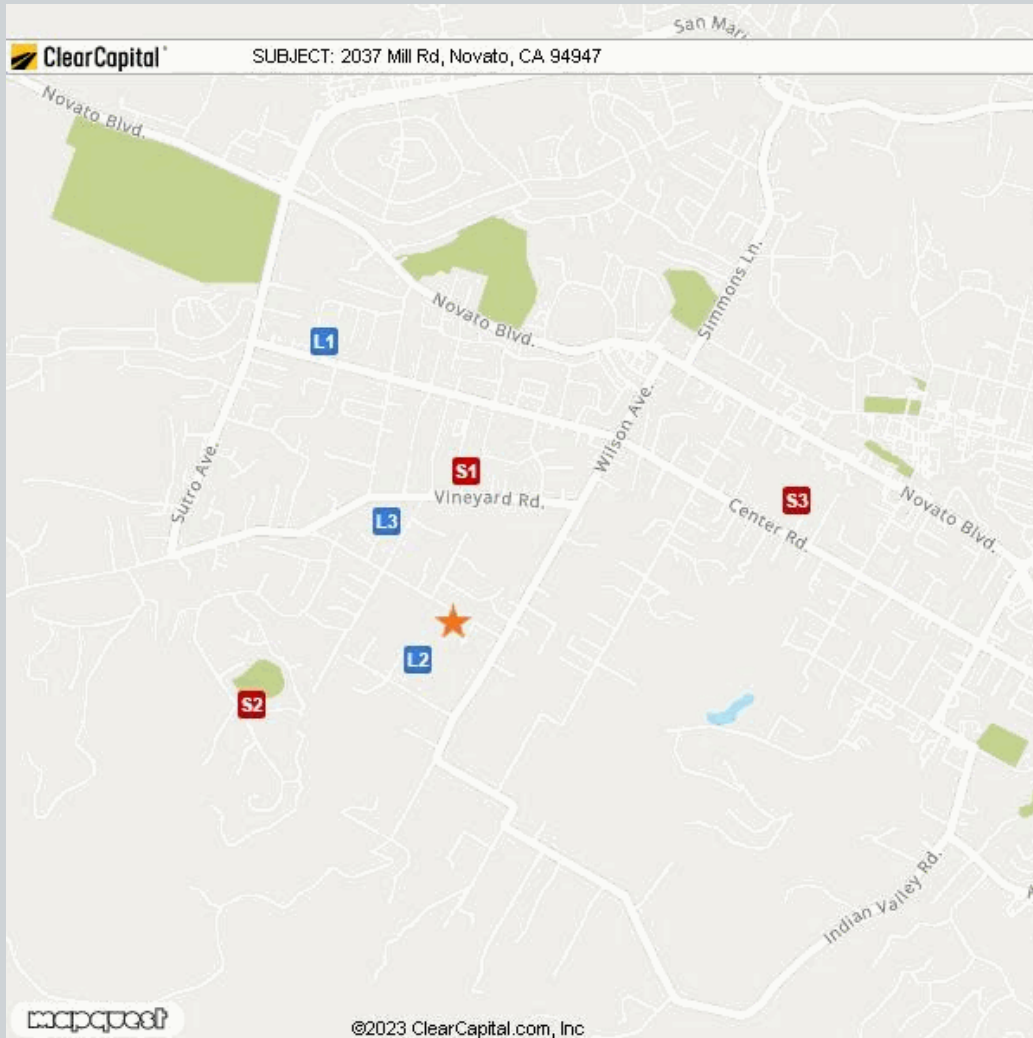 San Mar
ClearCapital
SUBJECT: 2037 Mill Rd, Novato, CA 94947
Novato Blvd.
Simmons Ln.
Novato Blvd.
L1
Wilson Ave.
Sutro Ave.
S1
Vineyard Rd.
S3
L3
Center Rd.
Novato Blvd.
L2
S2
Indian Valley Rd.
A
mapquest
©2023 ClearCapital.com, Inc